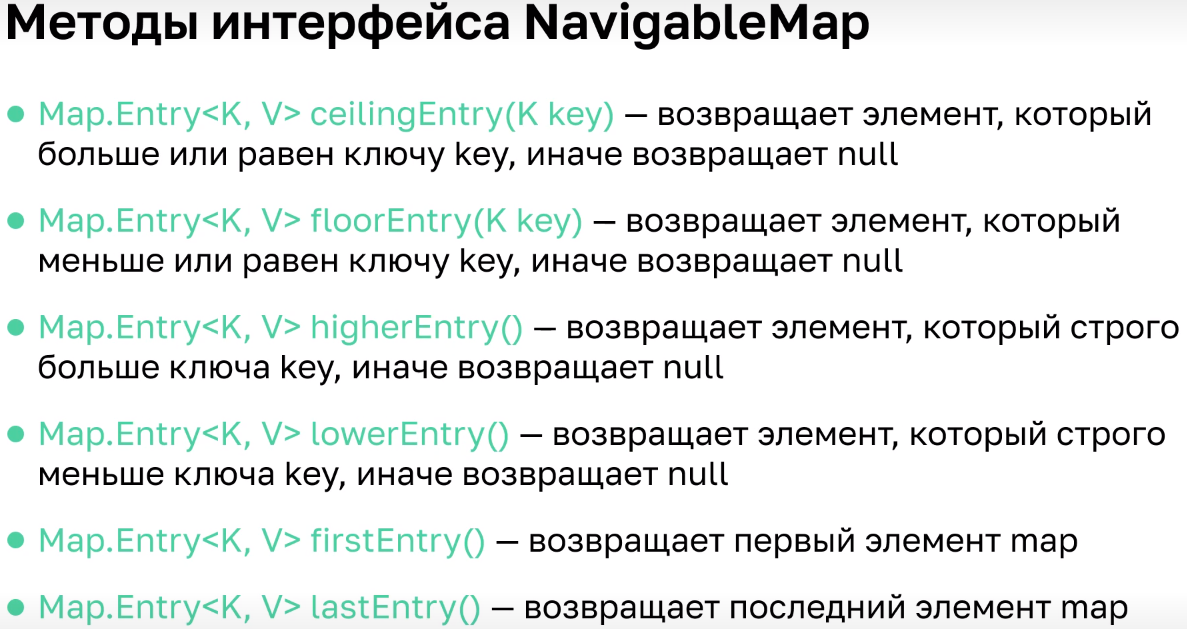 Методы интерфейса NavigableMap
● Map.Entry<K, V> ceilingEntry(K key) — возвращает элемент, который
больше или равен ключу key, иначе возвращает null
● Map.Entry<K, V> floorEntry(K key) — возвращает элемент, который
меньше или равен ключу key, иначе возвращает null
● Map.Entry<K, V> higherEntry() — возвращает элемент, который строго
больше ключа key, иначе возвращает null
● Map.Entry<K, V> lowerEntry() — возвращает элемент, который строго
меньше ключа key, иначе возвращает null
● Map.Entry<K, V> firstEntry() — возвращает первый элемент map
● Map.Entry<K, V> lastEntry() — возвращает последний элемент map